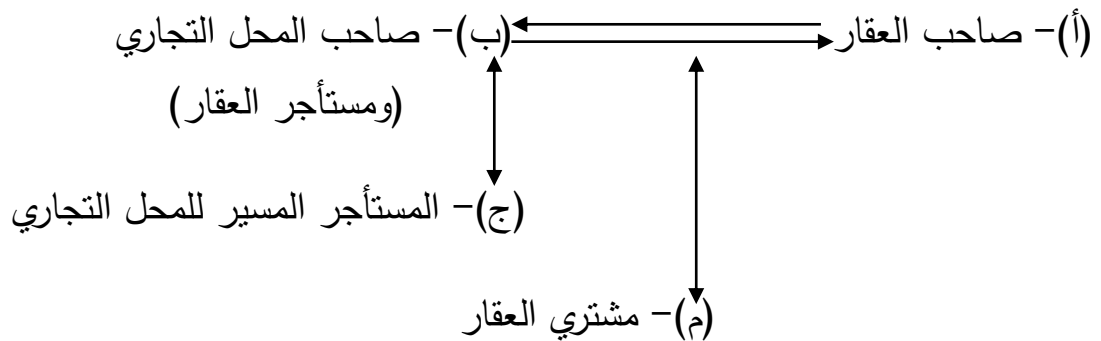 (أ)- صاحب العقار (ب)- صاحب المحل التجاري
(ومستأجر العقار)
(ج)- المستأجر المسير للمحل التجاري
(م)- مشتري العقار